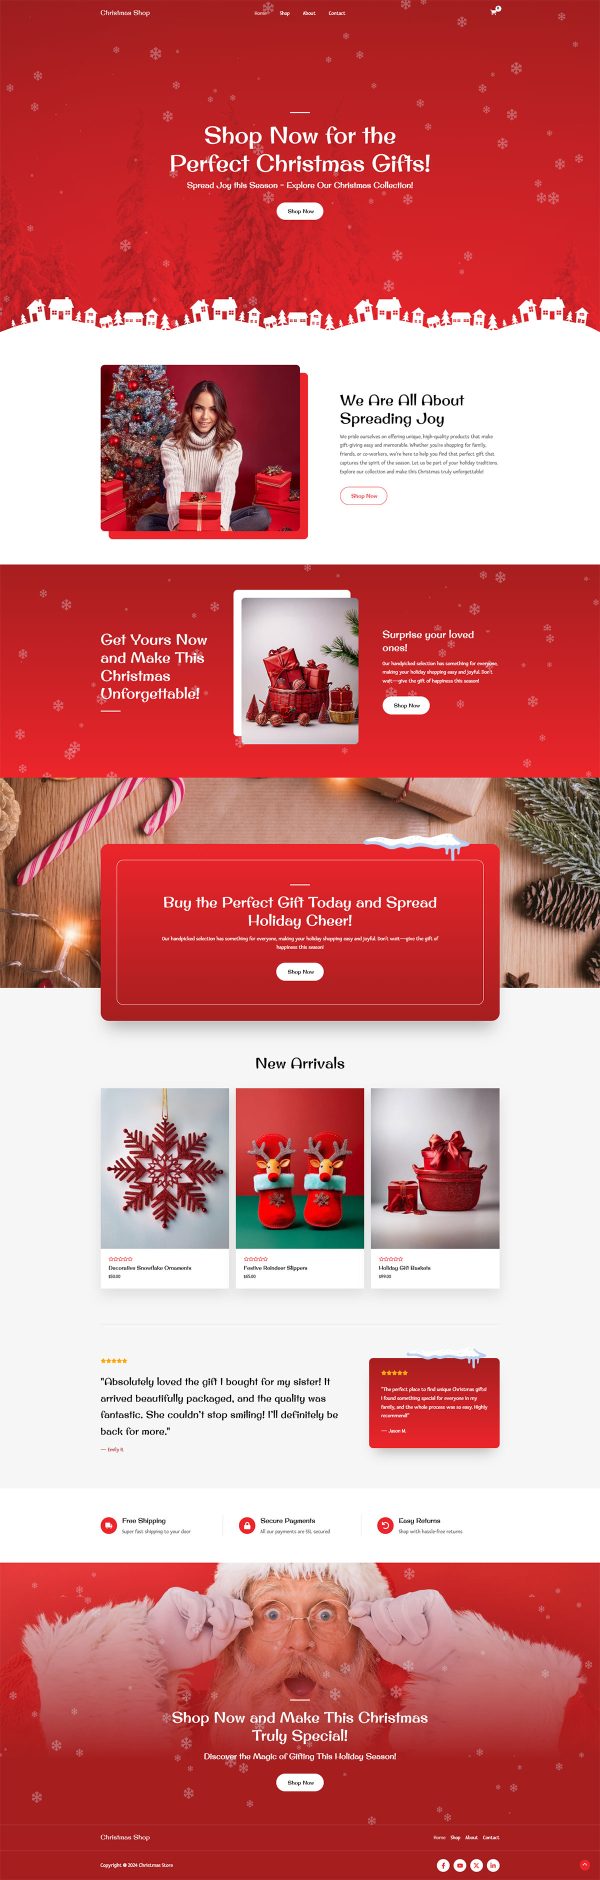 Christmas Shop
Home Shop About Contact
0
Shop Now for the
Perfect Christmas Gifts!
Spread Joy this Season – Explore Our Christmas Collection!
Shop Now
We Are All About
Spreading Joy
We pride ourselves on offering unique, high-quality products that make
gift-giving easy and memorable. Whether you're shopping for family,
friends, or co-workers, we're here to help you find that perfect gift that
captures the spirit of the season. Let us be part of your holiday traditions.
Explore our collection and make this Christmas truly unforgettable!
Shop Now
Get Yours Now
and Make This
Christmas
Unforgettable!
Surprise your loved
ones!
Our handpicked selection has something for everyone,
making your holiday shopping easy and joyful. Don't
wait—give the gift of happiness this season!
Shop Now
Buy the Perfect Gift Today and Spread
Holiday Cheer!
Our handpicked selection has something for everyone, making your holiday shopping easy and joyful. Don't wait—give the gift of
happiness this season!
Shop Now
New Arrivals
Decorative Snowflake Ornaments
$50.00
Festive Reindeer Slippers
$65.00
Holiday Gift Baskets
$99.00
"Absolutely loved the gift I bought for my sister! It
arrived beautifully packaged, and the quality was
fantastic. She couldn't stop smiling! I'll definitely be
back for more."
— Emily R.
"The perfect place to find unique Christmas gifts!
I found something special for everyone in my
family, and the whole process was so easy. Highly
recommend!"
— Jason M.
Free Shipping
Super fast shipping to your door
Secure Payments
All our payments are SSL secured
Easy Returns
Shop with hassle-free returns
Shop Now and Make This Christmas
Truly Special!
Discover the Magic of Gifting This Holiday Season!
Shop Now
Christmas Shop
Home Shop About Contact
Copyright © 2024 Christmas Store